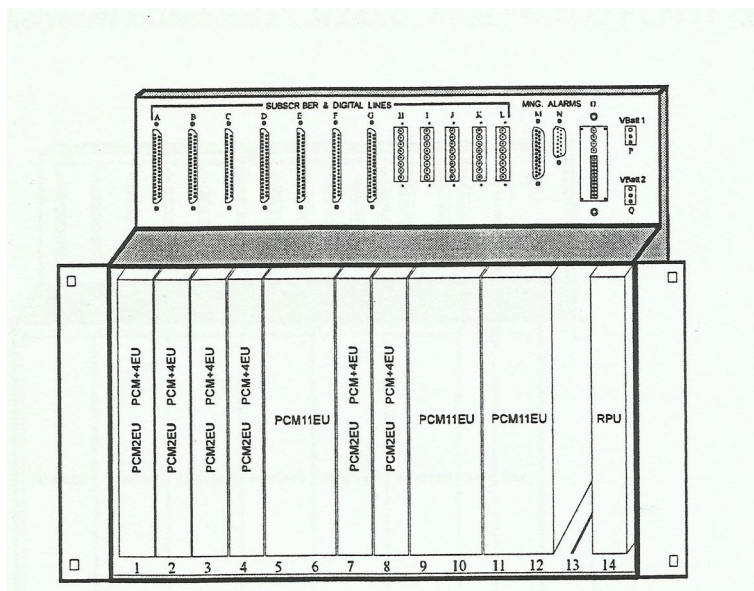 SUBSCR BER & DIGITAL LINES
MNG. ALARMS
A B C D E F G H I J K L M N O
VBatt 1
P
VBatt 2
Q
PCM2EU PCM+4EU
PCM2EU PCM+4EU
PCM2EU PCM+4EU
PCM2EU PCM+4EU
PCM11EU
PCM2EU PCM+4EU
PCM2EU PCM+4EU
PCM11EU
PCM11EU
RPU
1 2 3 4 5 6 7 8 9 10 11 12 13 14